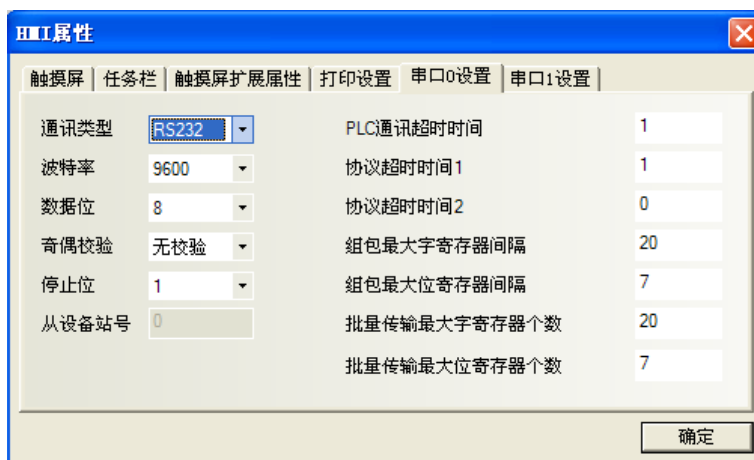 HMI属性
触摸屏 任务栏 触摸屏扩展属性 打印设置 串口0设置 串口1设置
通讯类型 RS232 PLC通讯超时时间 1
波特率 9600 协议超时时间1 1
数据位 8 协议超时时间2 0
奇偶校验 无校验 组包最大字寄存器间隔 20
停止位 1 组包最大位寄存器间隔 7
从设备站号 0 批量传输最大字寄存器个数 20
批量传输最大位寄存器个数 7
确定